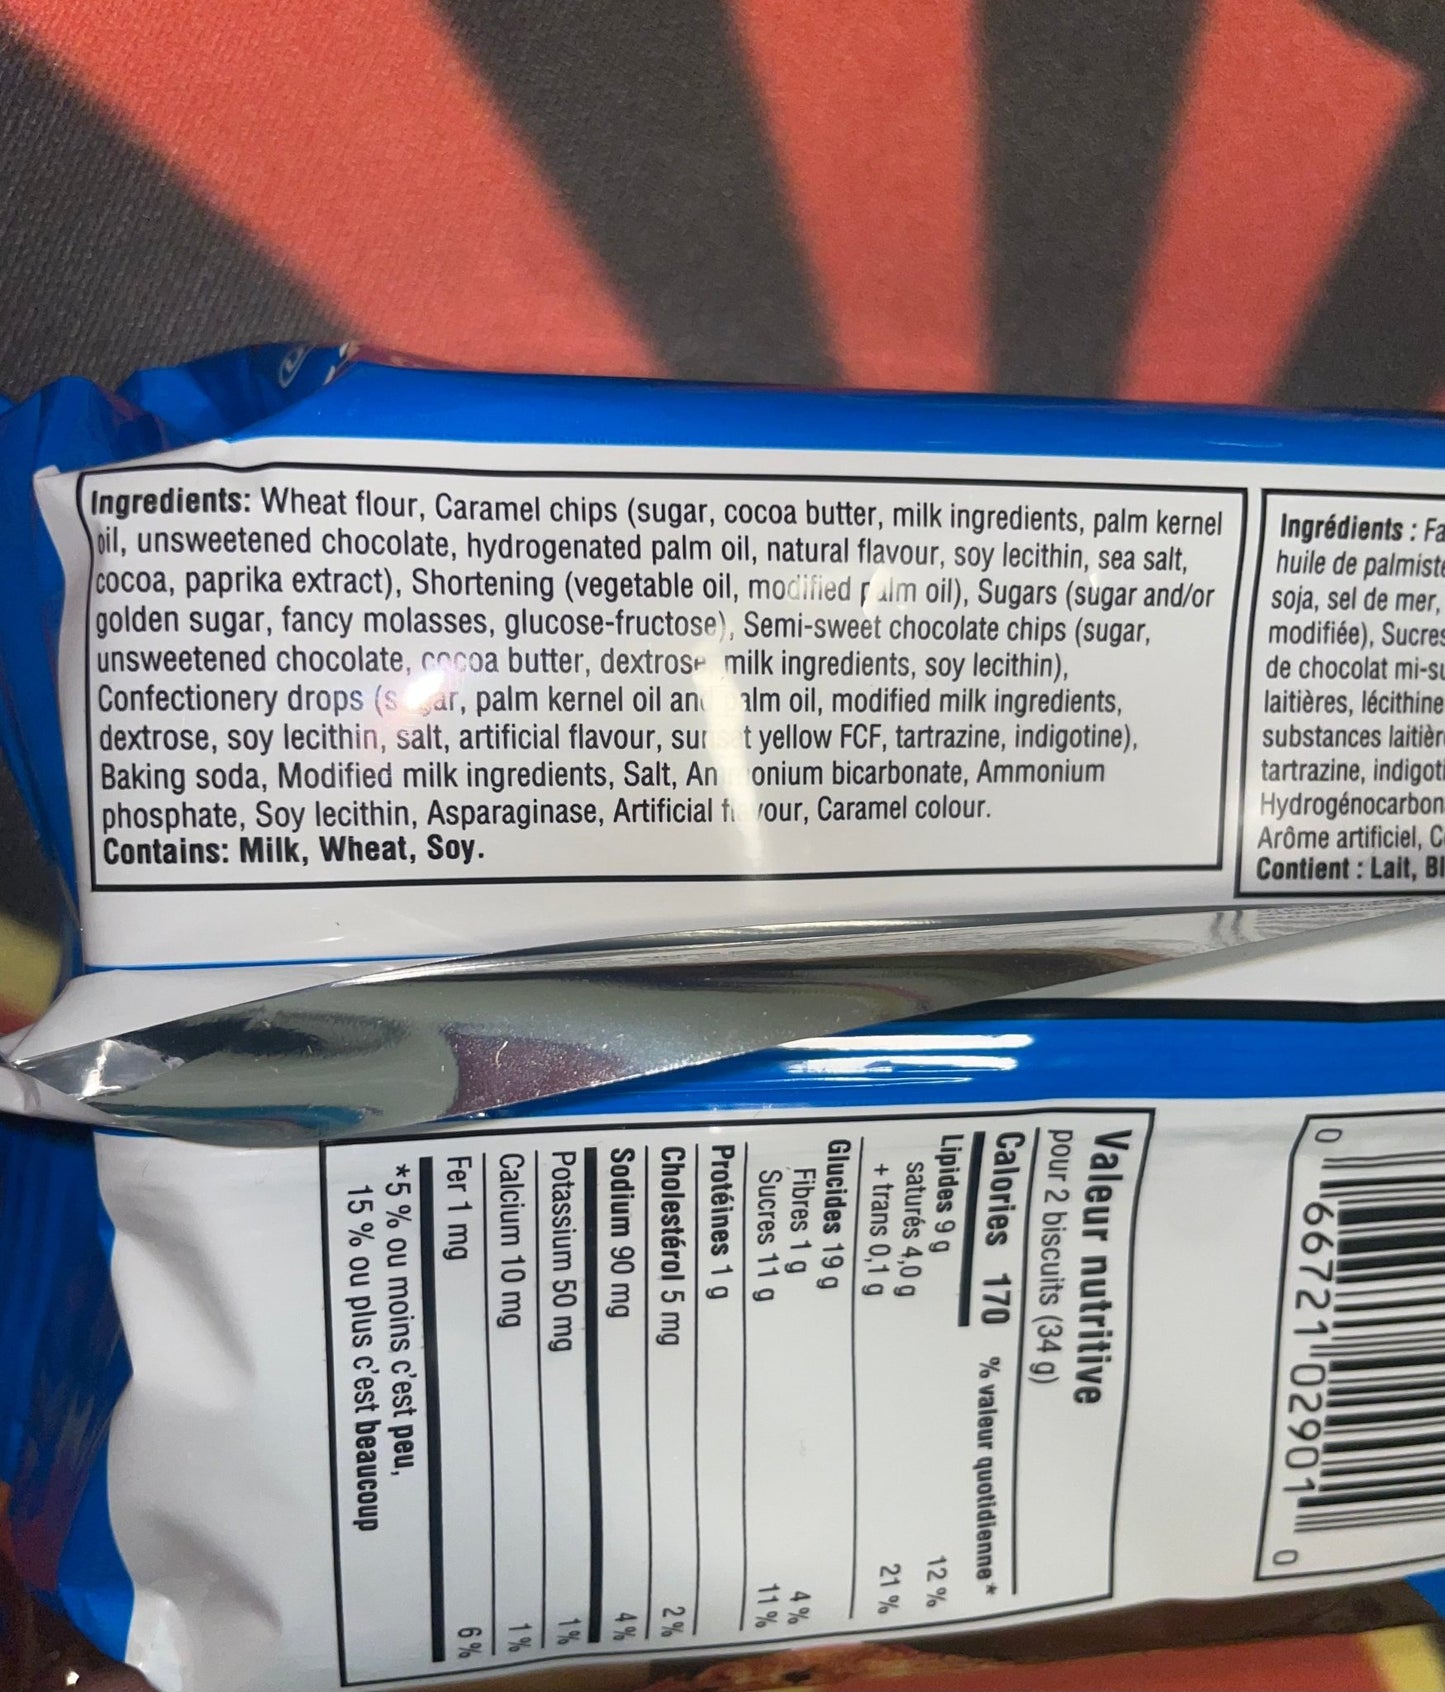 Ingredients: Wheat flour, Caramel chips (sugar, cocoa butter, milk ingredients, palm kernel
oil, unsweetened chocolate, hydrogenated palm oil, natural flavour, soy lecithin, sea salt,
cocoa, paprika extract), Shortening (vegetable oil, modified palm oil), Sugars (sugar and/or
golden sugar, fancy molasses, glucose-fructose), Semi-sweet chocolate chips (sugar,
unsweetened chocolate, cocoa butter, dextrose, milk ingredients, soy lecithin),
Confectionery drops (sugar, palm kernel oil and palm oil, modified milk ingredients,
dextrose, soy lecithin, salt, artificial flavour, sunset yellow FCF, tartrazine, indigotine),
Baking soda, Modified milk ingredients, Salt, Ammonium bicarbonate, Ammonium
phosphate, Soy lecithin, Asparaginase, Artificial flavour, Caramel colour.
Contains: Milk, Wheat, Soy.
Ingrédients :
huile de palmiste
soja, sel de mer,
modifiée), Sucres
de chocolat
laitières, lécithine
substances
tartrazine,
Arôme artificiel,
Contient : Lait,
0 66721 02901 0
Valeur nutritive
pour 2 biscuits (34 g)
Calories 170 % valeur quotidienne*
Lipides 9 g 12 %
saturés 4,0 g
+ trans 0,1 g 21 %
Glucides 19 g
Fibres 1 g 4 %
Sucres 11 g 11 %
Protéines 1 g
Cholestérol 5 mg 2 %
Sodium 90 mg 4 %
Potassium 50 mg 1 %
Calcium 10 mg 1 %
Fer 1 mg 6 %
*5 % ou moins c'est peu,
15 % ou plus c'est beaucoup